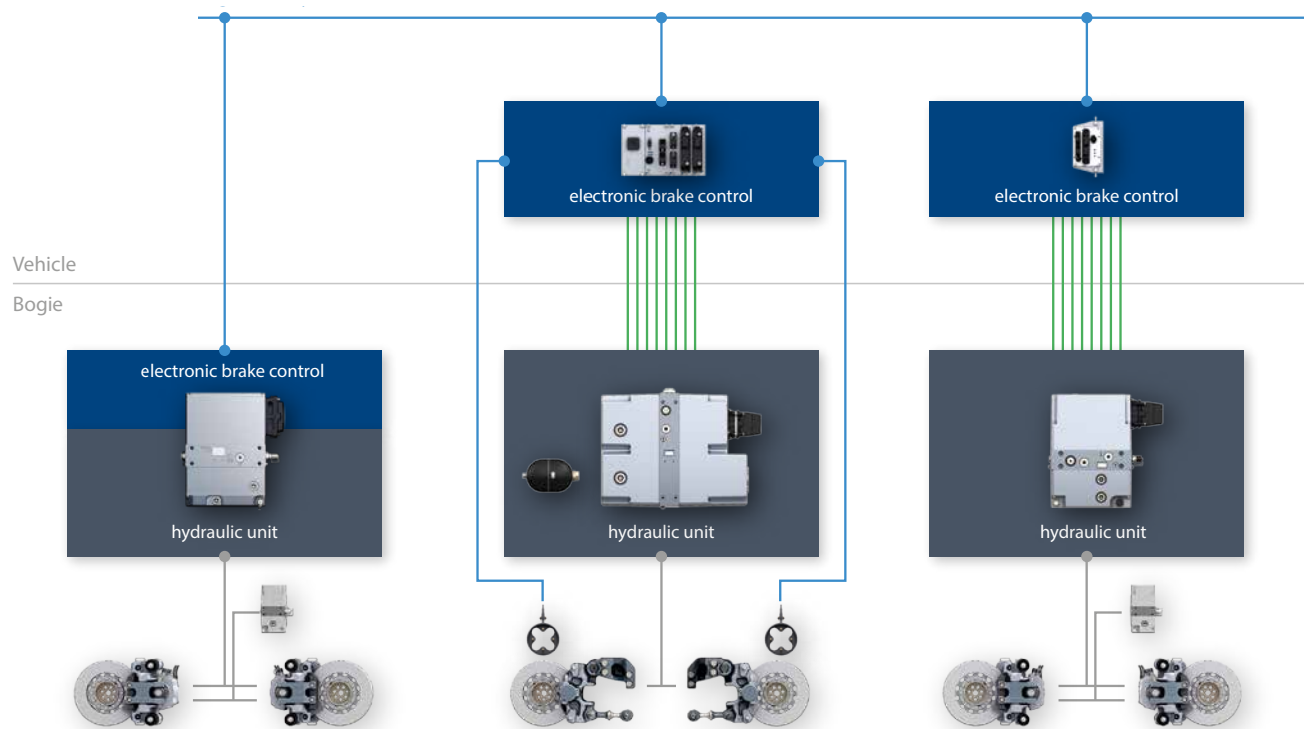 electronic brake control
electronic brake control
Vehicle
Bogie
electronic brake control
hydraulic unit
hydraulic unit
hydraulic unit